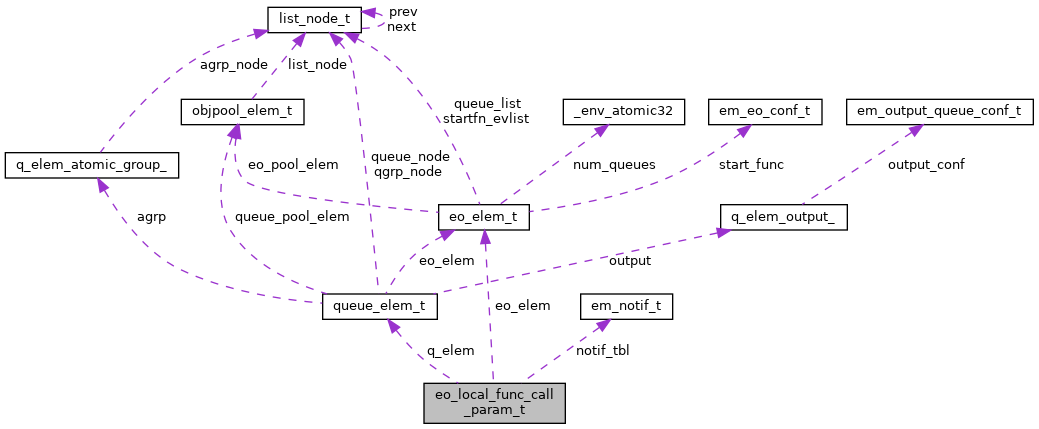 list_node_t
prev
next
agrp_node
list_node
queue_list
startfn_evlist
objpool_elem_t
_env_atomic32
em_eo_conf_t
em_output_queue_conf_t
q_elem_atomic_group_
eo_pool_elem
queue_node
qgrp_node
num_queues
start_func
output_conf
agrp
queue_pool_elem
eo_elem_t
q_elem_output_
eo_elem
output
queue_elem_t
eo_elem
em_notif_t
q_elem
notif_tbl
eo_local_func_call
_param_t